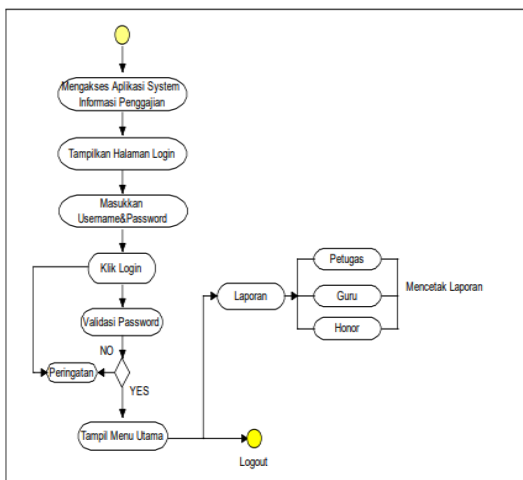 Mengakses Aplikasi System
Informasi Penggajian
Tampilkan Halaman Login
Masukkan
Username&Password
Klik Login
Validasi Password
NO
Peringatan
YES
Tampil Menu Utama
Laporan
Petugas
Guru
Honor
Mencetak Laporan
Logout